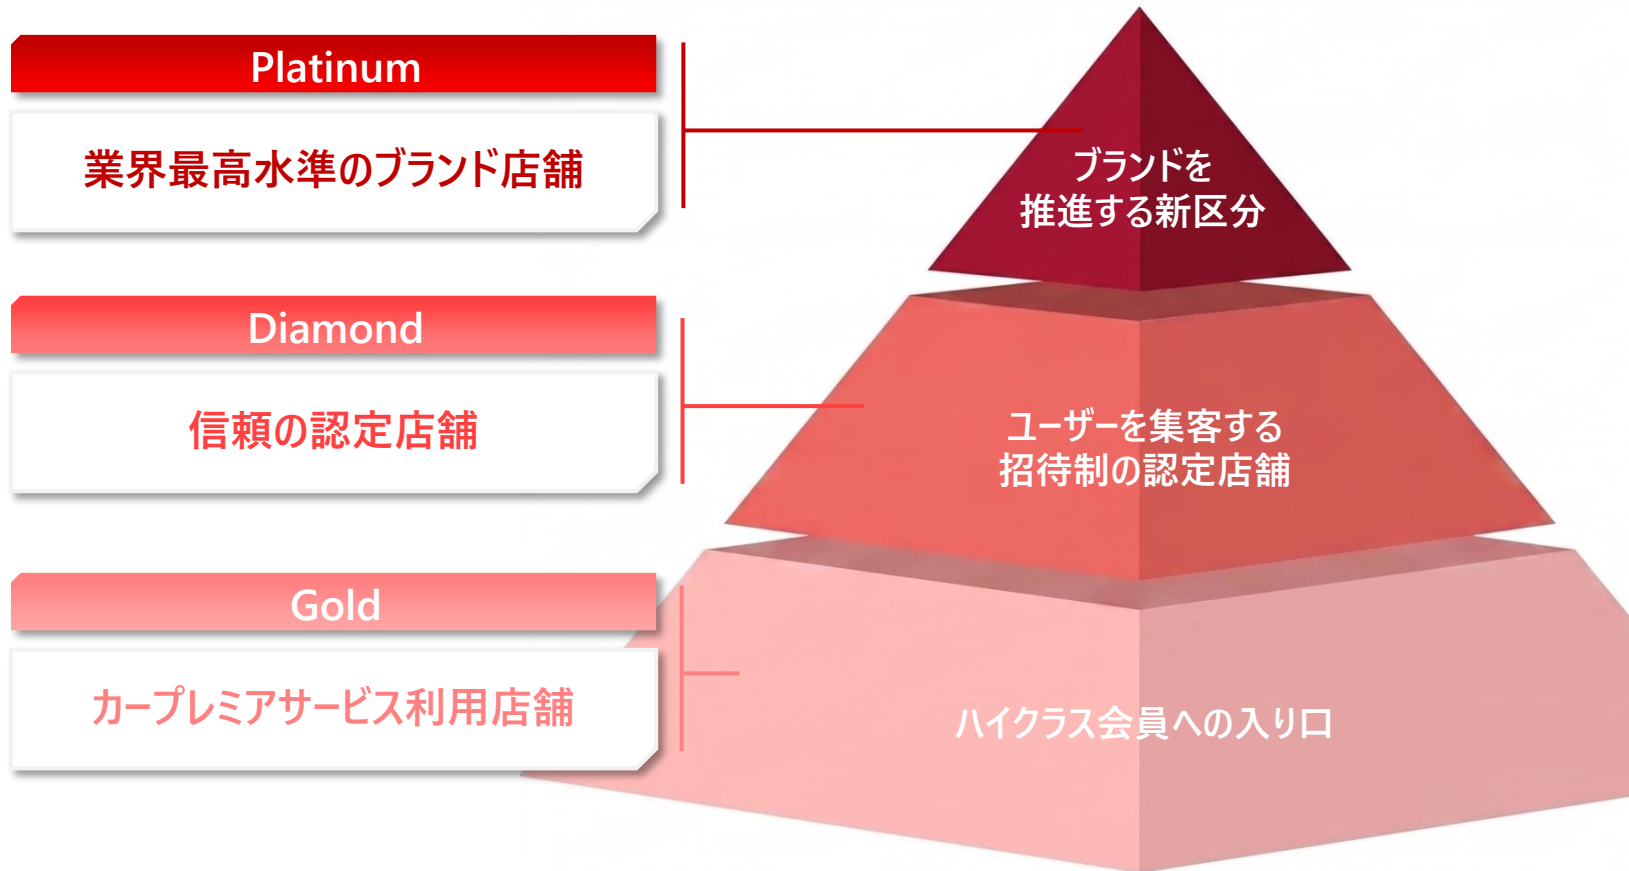 Platinum
業界最高水準のブランド店舗
ブランドを
推進する新区分
Diamond
信頼の認定店舗
ユーザーを集客する
招待制の認定店舗
Gold
カープレミアサービス利用店舗
ハイクラス会員への入り口